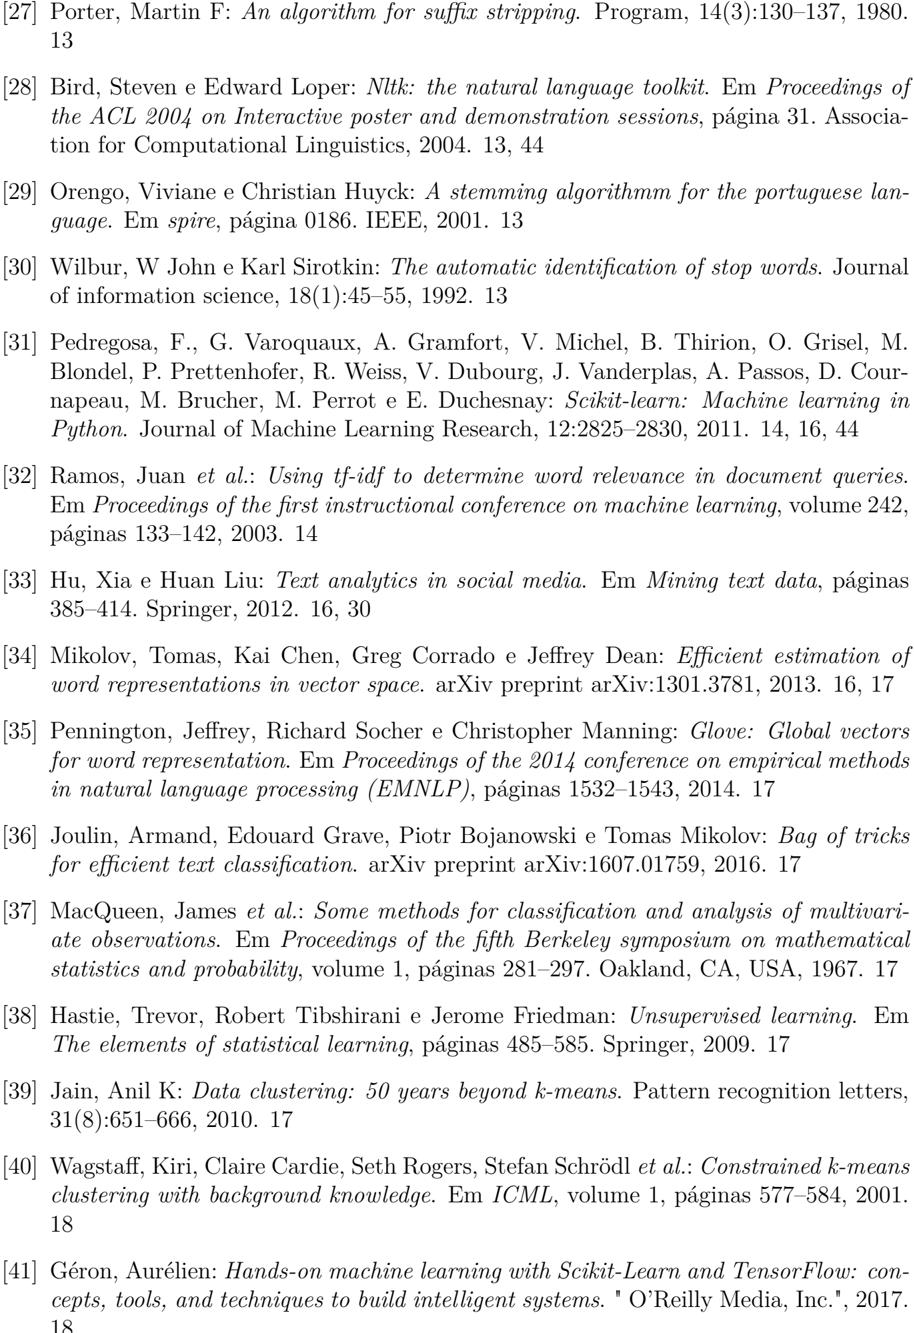 [27] Porter, Martin F: An algorithm for suffix stripping. Program, 14(3):130–137, 1980.
13
[28] Bird, Steven e Edward Loper: Nltk: the natural language toolkit. Em Proceedings of
the ACL 2004 on Interactive poster and demonstration sessions, página 31. Associa-
tion for Computational Linguistics, 2004. 13, 44
[29] Orengo, Viviane e Christian Huyck: A stemming algorithmm for the portuguese lan-
guage. Em spire, página 0186. IEEE, 2001. 13
[30] Wilbur, W John e Karl Sirotkin: The automatic identification of stop words. Journal
of information science, 18(1):45–55, 1992. 13
[31] Pedregosa, F., G. Varoquaux, A. Gramfort, V. Michel, B. Thirion, O. Grisel, M.
Blondel, P. Prettenhofer, R. Weiss, V. Dubourg, J. Vanderplas, A. Passos, D. Cour-
napeau, M. Brucher, M. Perrot e E. Duchesnay: Scikit-learn: Machine learning in
Python. Journal of Machine Learning Research, 12:2825–2830, 2011. 14, 16, 44
[32] Ramos, Juan et al.: Using tf-idf to determine word relevance in document queries.
Em Proceedings of the first instructional conference on machine learning, volume 242,
páginas 133–142, 2003. 14
[33] Hu, Xia e Huan Liu: Text analytics in social media. Em Mining text data, páginas
385–414. Springer, 2012. 16, 30
[34] Mikolov, Tomas, Kai Chen, Greg Corrado e Jeffrey Dean: Efficient estimation of
word representations in vector space. arXiv preprint arXiv:1301.3781, 2013. 16, 17
[35] Pennington, Jeffrey, Richard Socher e Christopher Manning: Glove: Global vectors
for word representation. Em Proceedings of the 2014 conference on empirical methods
in natural language processing (EMNLP), páginas 1532–1543, 2014. 17
[36] Joulin, Armand, Edouard Grave, Piotr Bojanowski e Tomas Mikolov: Bag of tricks
for efficient text classification. arXiv preprint arXiv:1607.01759, 2016. 17
[37] MacQueen, James et al.: Some methods for classification and analysis of multivari-
ate observations. Em Proceedings of the fifth Berkeley symposium on mathematical
statistics and probability, volume 1, páginas 281–297. Oakland, CA, USA, 1967. 17
[38] Hastie, Trevor, Robert Tibshirani e Jerome Friedman: Unsupervised learning. Em
The elements of statistical learning, páginas 485–585. Springer, 2009. 17
[39] Jain, Anil K: Data clustering: 50 years beyond k-means. Pattern recognition letters,
31(8):651–666, 2010. 17
[40] Wagstaff, Kiri, Claire Cardie, Seth Rogers, Stefan Schrödl et al.: Constrained k-means
clustering with background knowledge. Em ICML, volume 1, páginas 577–584, 2001.
18
[41] Géron, Aurélien: Hands-on machine learning with Scikit-Learn and TensorFlow: con-
cepts, tools, and techniques to build intelligent systems. " O'Reilly Media, Inc.", 2017.
18